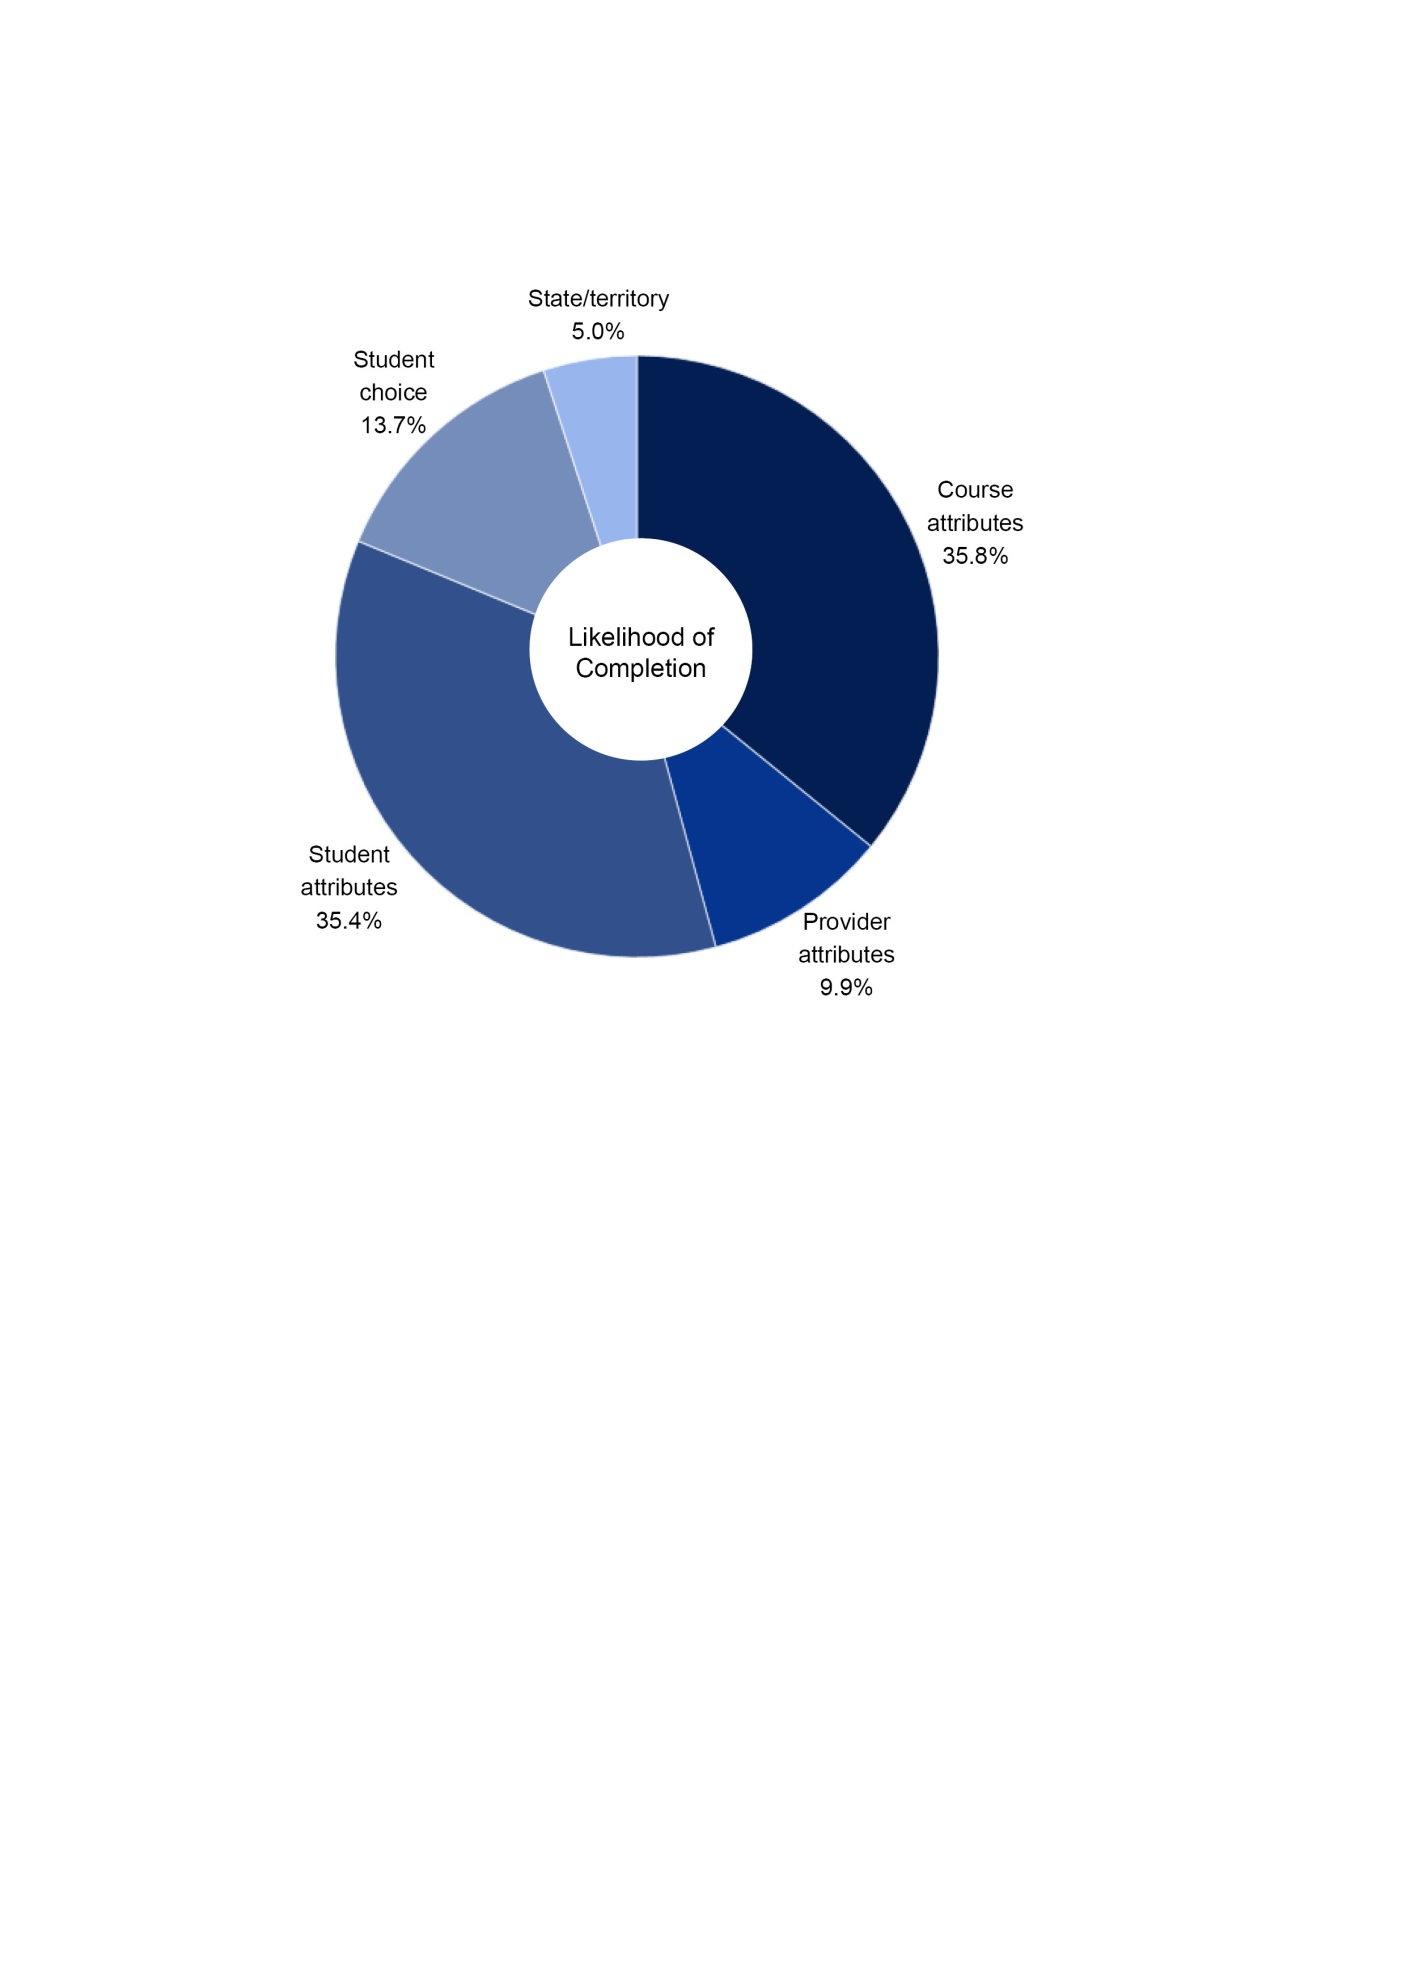 State/territory
5.0%
Student
choice
13.7%
Course
attributes
35.8%
Likelihood of
Completion
Student
attributes
35.4%
Provider
attributes
9.9%